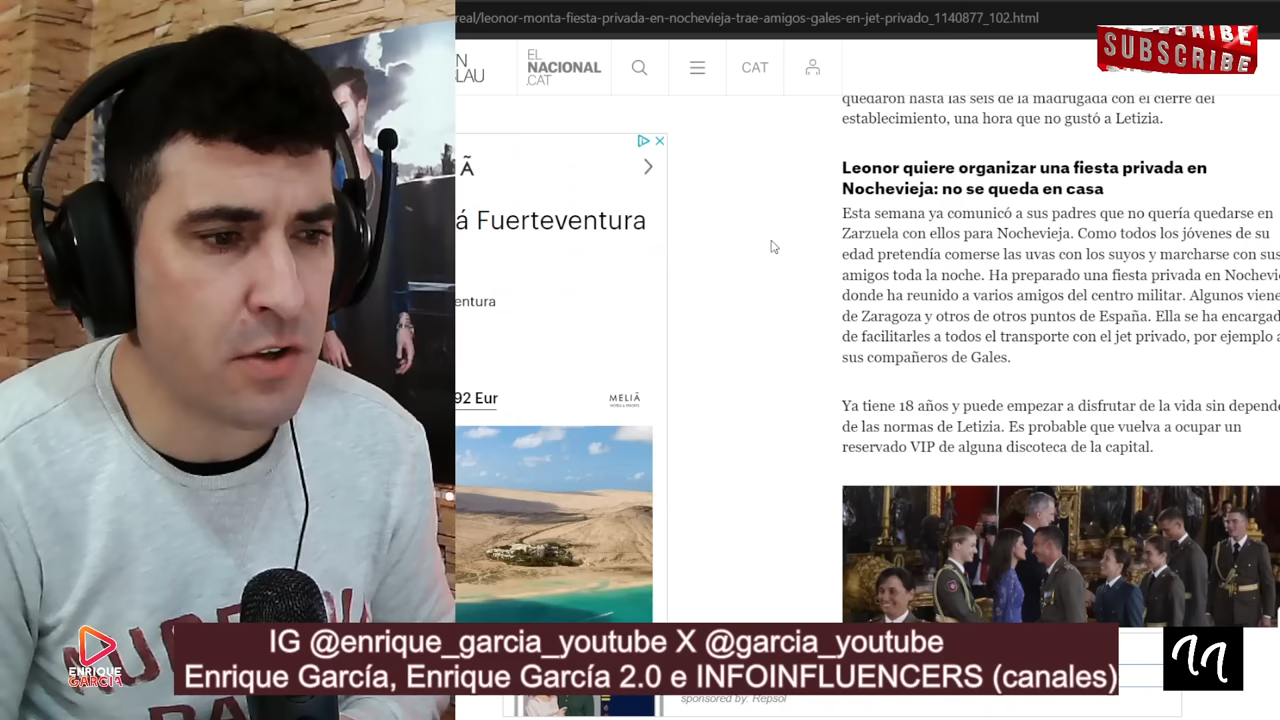 real/leonor-monta-fiesta-privada-en-nochevieja-trae-amigos-gales-en-jet-privado_1140877_102.html
SUBSCRIBE
N
LAU
EL
NACIONAL
.CAT
CAT
quedaron hasta las seis de la madrugada con el cierre del
establecimiento, una hora que no gustó a Letizia.
Ã
á Fuerteventura
entura
92 Eur
MELIÃ
Leonor quiere organizar una fiesta privada en
Nochevieja: no se queda en casa
Esta semana ya comunicó a sus padres que no quería quedarse en
Zarzuela con ellos para Nochevieja. Como todos los jóvenes de su
edad pretendía comerse las uvas con los suyos y marcharse con sus
amigos toda la noche. Ha preparado una fiesta privada en Nochevie
donde ha reunido a varios amigos del centro militar. Algunos viene
de Zaragoza y otros de otros puntos de España. Ella se ha encargad
de facilitarles a todos el transporte con el jet privado, por ejemplo a
sus compañeros de Gales.
Ya tiene 18 años y puede empezar a disfrutar de la vida sin depende
de las normas de Letizia. Es probable que vuelva a ocupar un
reservado VIP de alguna discoteca de la capital.
IG @enrique_garcia_youtube X @garcia_youtube
Enrique García, Enrique García 2.0 e INFOINFLUENCERS (canales)
ENRIQUE
GARCÍA
sponsored by: Repsol